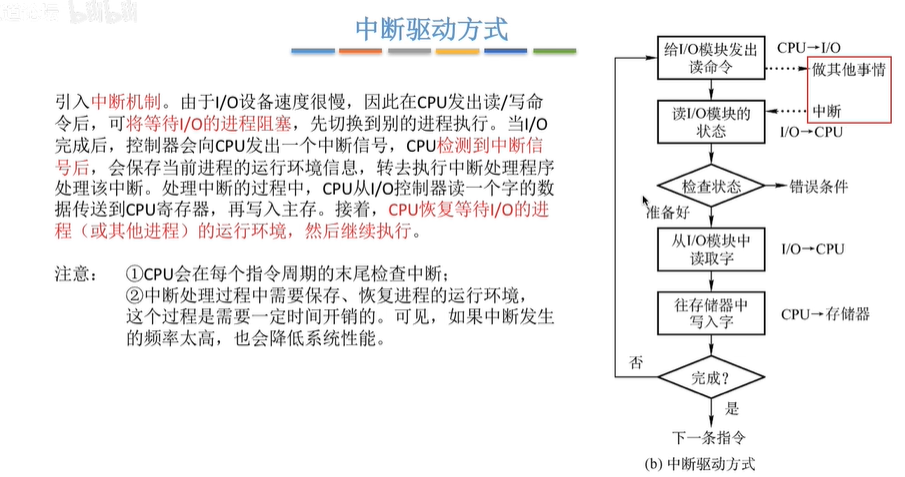 bilibili
中断驱动方式
引入中断机制。由于I/O设备速度很慢，因此在CPU发出读/写命
令后，可将等待I/O的进程阻塞，先切换到别的进程执行。当I/O
完成后，控制器会向CPU发出一个中断信号，CPU检测到中断信
号后，会保存当前进程的运行环境信息，转去执行中断处理程序
处理该中断。处理中断的过程中，CPU从I/O控制器读一个字的数
据传送到CPU寄存器，再写入主存。接着，CPU恢复等待I/O的进
程（或其他进程）的运行环境，然后继续执行。
注意： ①CPU会在每个指令周期的末尾检查中断；
②中断处理过程中需要保存、恢复进程的运行环境，
这个过程是需要一定时间开销的。可见，如果中断发生
的频率太高，也会降低系统性能。
给I/O模块发出
读命令
CPU→I/O
做其他事情
读I/O模块的
状态
中断
I/O→CPU
检查状态
错误条件
准备好
从I/O模块中
读取字
I/O→CPU
往存储器中
写入字
CPU→存储器
否
完成？
是
下一条指令
(b) 中断驱动方式